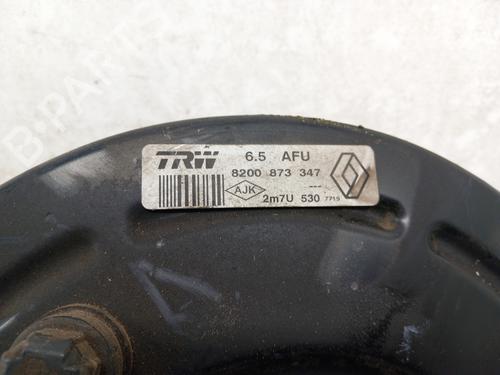 TRW 6.5 AFU
8200 873 347
AJK ---
2m7U 530 7715
B-PARTS